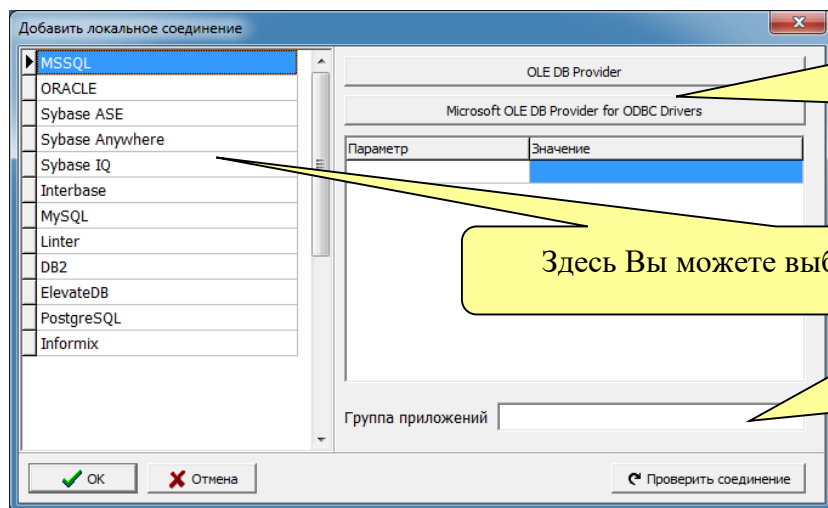 Добавить локальное соединение
MSSQL
ORACLE
Sybase ASE
Sybase Anywhere
Sybase IQ
Interbase
MySQL
Linter
DB2
ElevateDB
PostgreSQL
Informix
OLE DB Provider
Microsoft OLE DB Provider for ODBC Drivers
Параметр Значение
Здесь Вы можете выб
Группа приложений
OK Отмена Проверить соединение